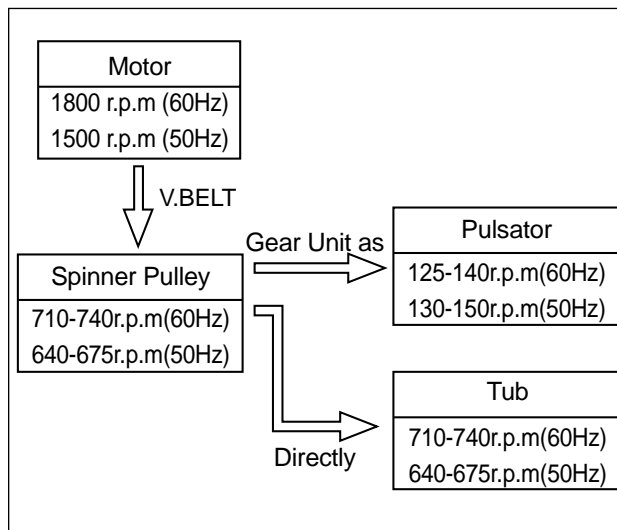 Motor
1800 r.p.m (60Hz)
1500 r.p.m (50Hz)
V.BELT
Spinner Pulley
710-740r.p.m(60Hz)
640-675r.p.m(50Hz)
Gear Unit as
Pulsator
125-140r.p.m(60Hz)
130-150r.p.m(50Hz)
Directly
Tub
710-740r.p.m(60Hz)
640-675r.p.m(50Hz)